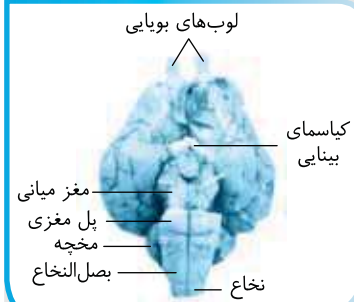 لوب‌های بویایی
کیاسمای
بینایی
مغز میانی
پل مغزی
مخچه
بصل‌النخاع
نخاع